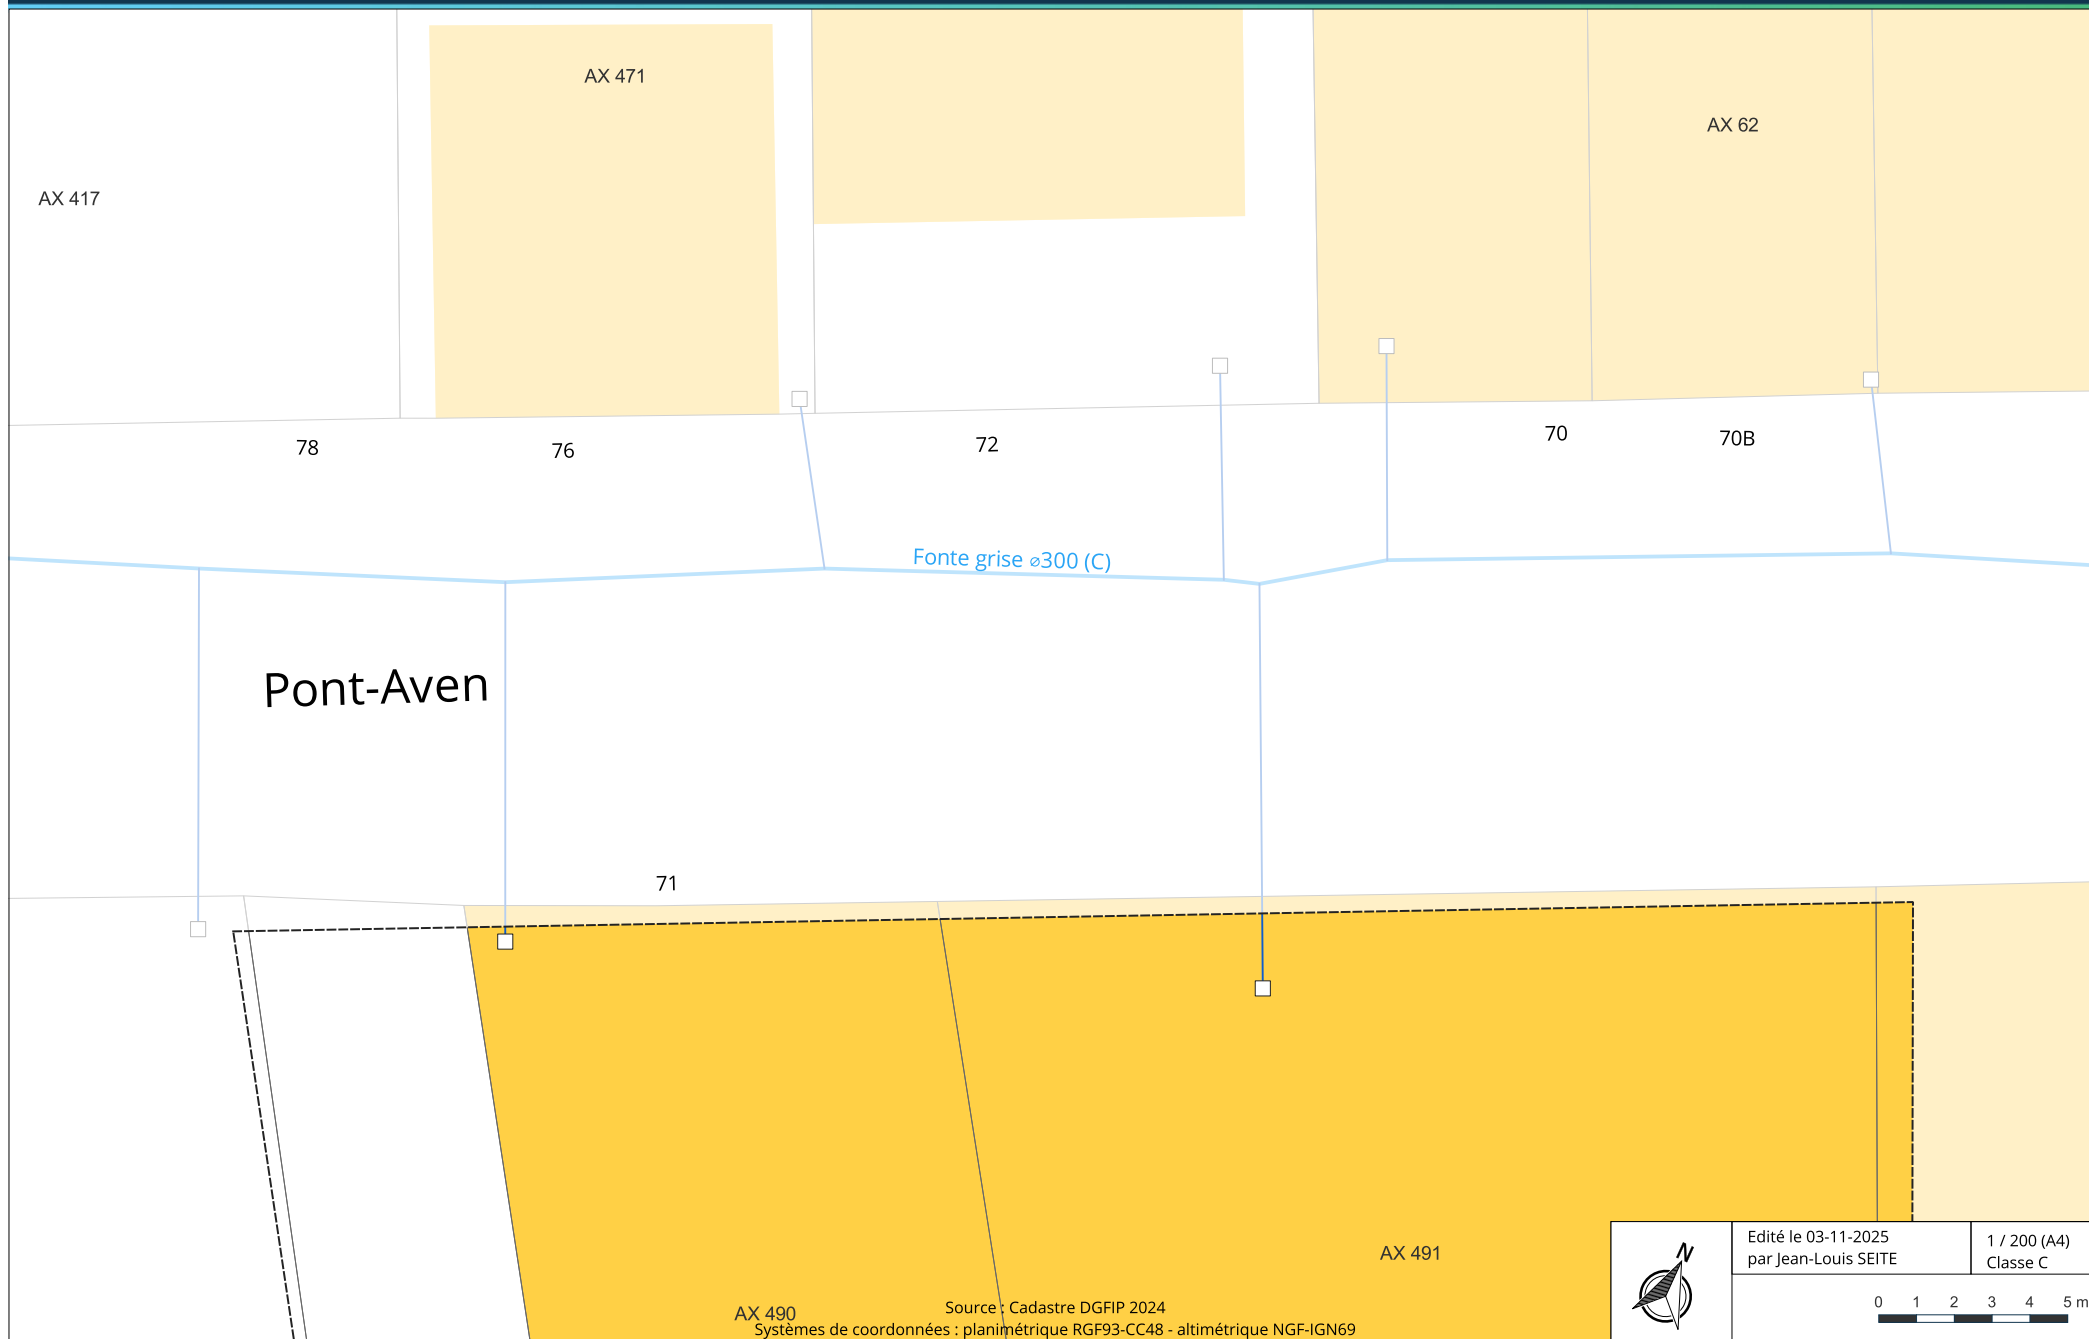 AX 471
AX 62
AX 417
78
76
72
70
70B
Fonte grise ⌀300 (C)
Pont-Aven
71
N
Edité le 03-11-2025
par Jean-Louis SEITE
1 / 200 (A4)
Classe C
AX 491
AX 490
0 1 2 3 4 5 m
Source : Cadastre DGFIP 2024
Systèmes de coordonnées : planimétrique RGF93-CC48 - altimétrique NGF-IGN69